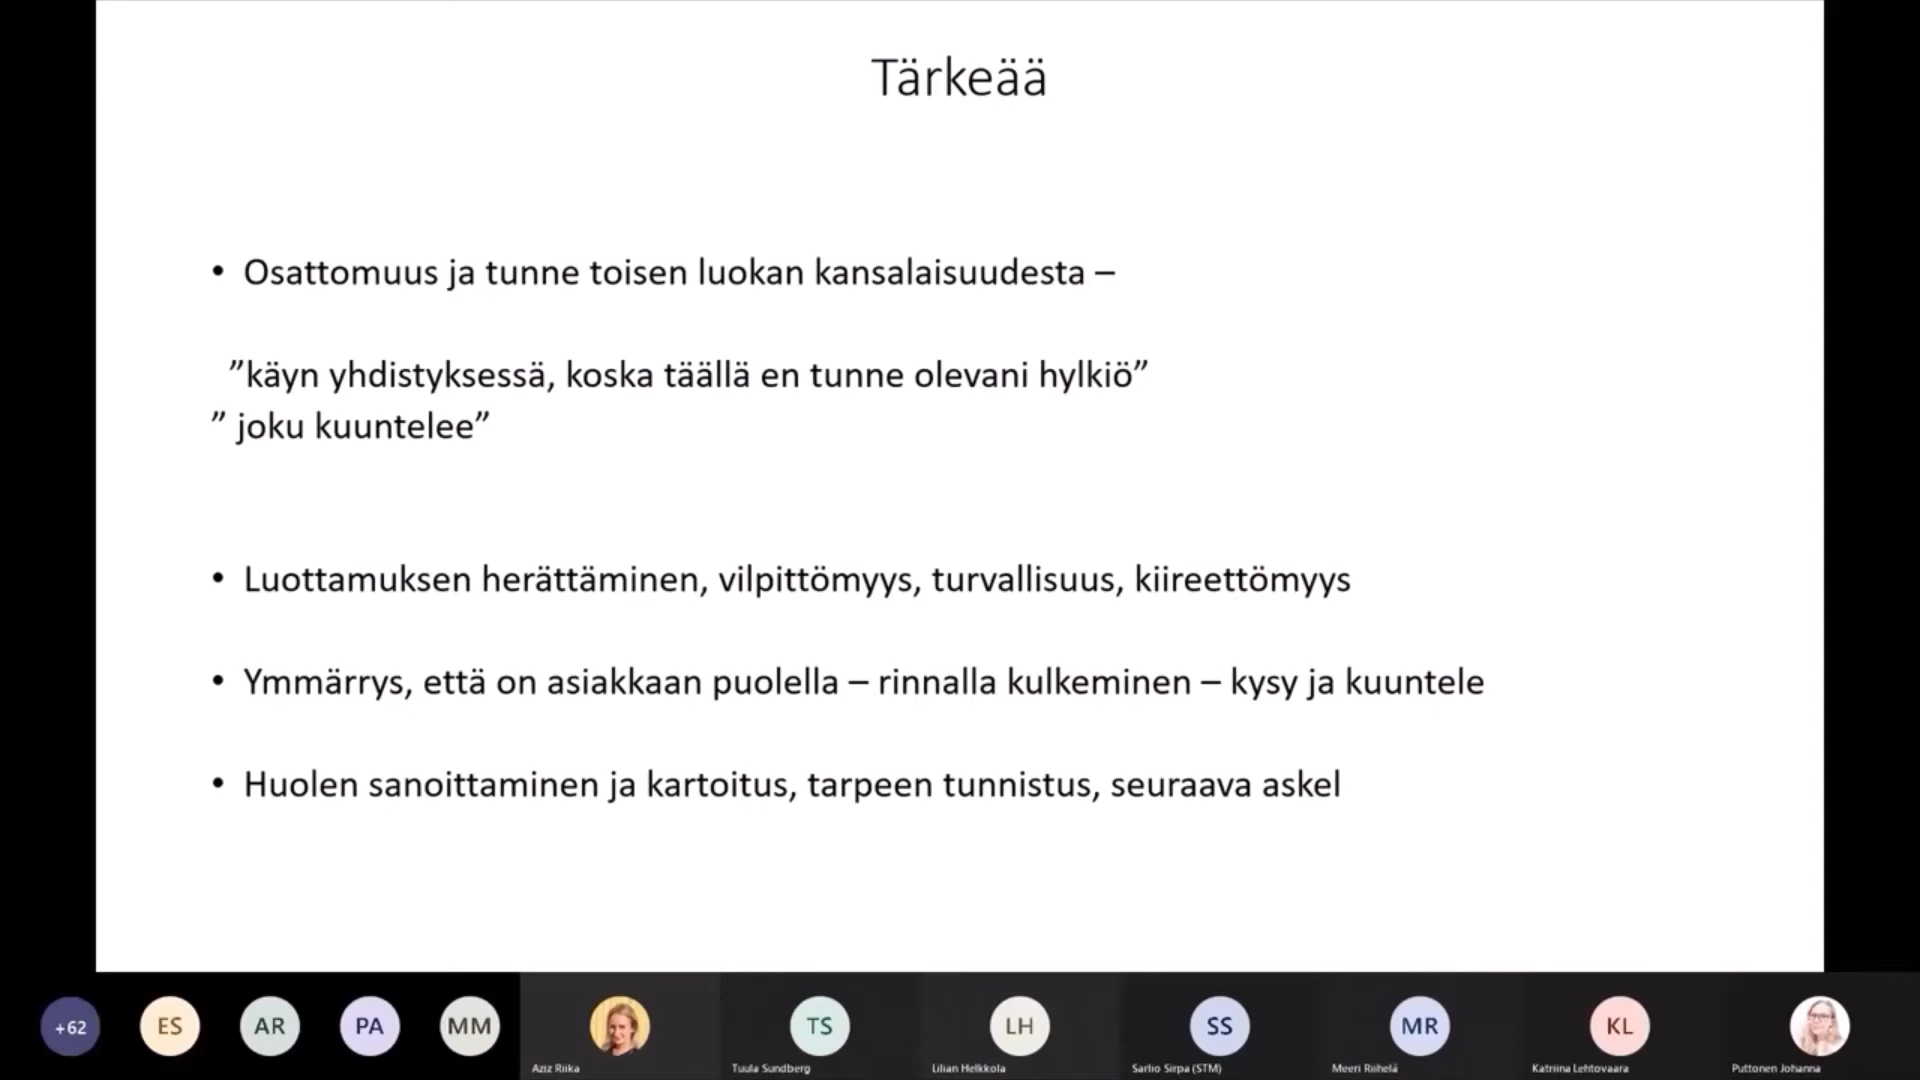 Tärkeää
• Osattomuus ja tunne toisen luokan kansalaisuudesta –
”käyn yhdistyksessä, koska täällä en tunne olevani hylkiö”
” joku kuuntelee”
• Luottamuksen herättäminen, vilpittömyys, turvallisuus, kiireettömyys
• Ymmärrys, että on asiakkaan puolella – rinnalla kulkeminen – kysy ja kuuntele
• Huolen sanoittaminen ja kartoitus, tarpeen tunnistus, seuraava askel
+62 ES AR PA MM TS LH SS MR KL
Aziz Riika Tuula Sundberg Lilian Helkkola Sarlio Sirpa (STM) Meeri Riihelä Katriina Lehtovaara Puttonen Johanna